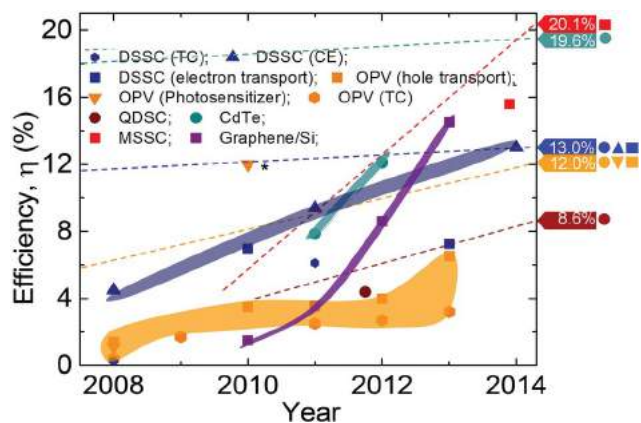 20
16
12
8
4
0
Efficiency, η (%)
DSSC (TC); DSSC (CE);
DSSC (electron transport); OPV (hole transport);
OPV (Photosensitizer); OPV (TC)
QDSC; CdTe;
MSSC; Graphene/Si;
*
20.1%
19.6%
13.0%
12.0%
8.6%
2008 2010 2012 2014
Year